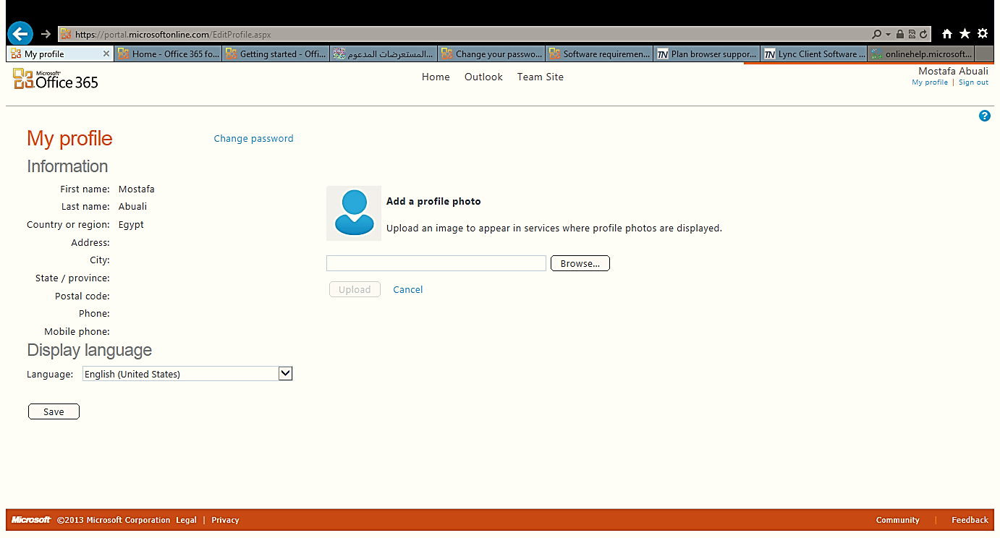 https://portal.microsoftonline.com/EditProfile.aspx
My profile
Home - Office 365 fo...
Getting started - Offi...
المستعرضات المدعوم...
Change your passwo...
Software requiremen...
Plan browser suppor...
Lync Client Software ...
onlinehelp.microsoft...
Microsoft®
Office 365
Home
Outlook
Team Site
Mostafa Abuali
My profile | Sign out
?
My profile
Change password
Information
First name: Mostafa
Last name: Abuali
Country or region: Egypt
Address:
City:
State / province:
Postal code:
Phone:
Mobile phone:
Add a profile photo
Upload an image to appear in services where profile photos are displayed.
Browse...
Upload
Cancel
Display language
Language: English (United States)
Save
Microsoft ©2013 Microsoft Corporation Legal | Privacy
Community | Feedback